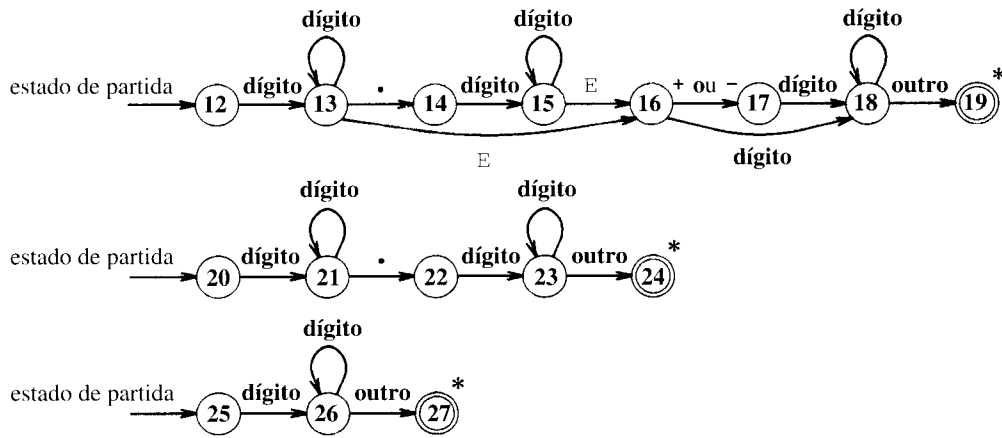 dígito dígito dígito
estado de partida dígito . dígito E + ou − dígito outro *
12 13 14 15 16 17 18 19
E dígito
dígito dígito
estado de partida dígito . dígito outro *
20 21 22 23 24
dígito
estado de partida dígito outro *
25 26 27